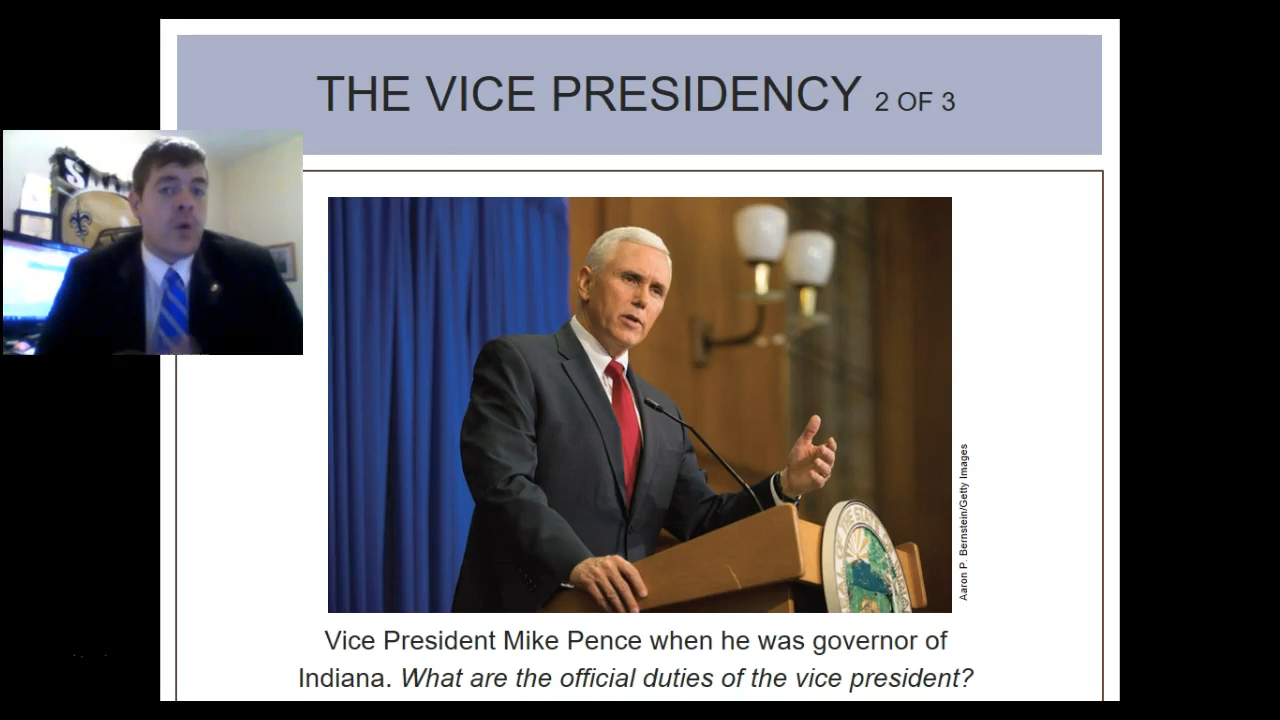 THE VICE PRESIDENCY 2 OF 3
Aaron P. Bernstein/Getty Images
Vice President Mike Pence when he was governor of
Indiana. What are the official duties of the vice president?